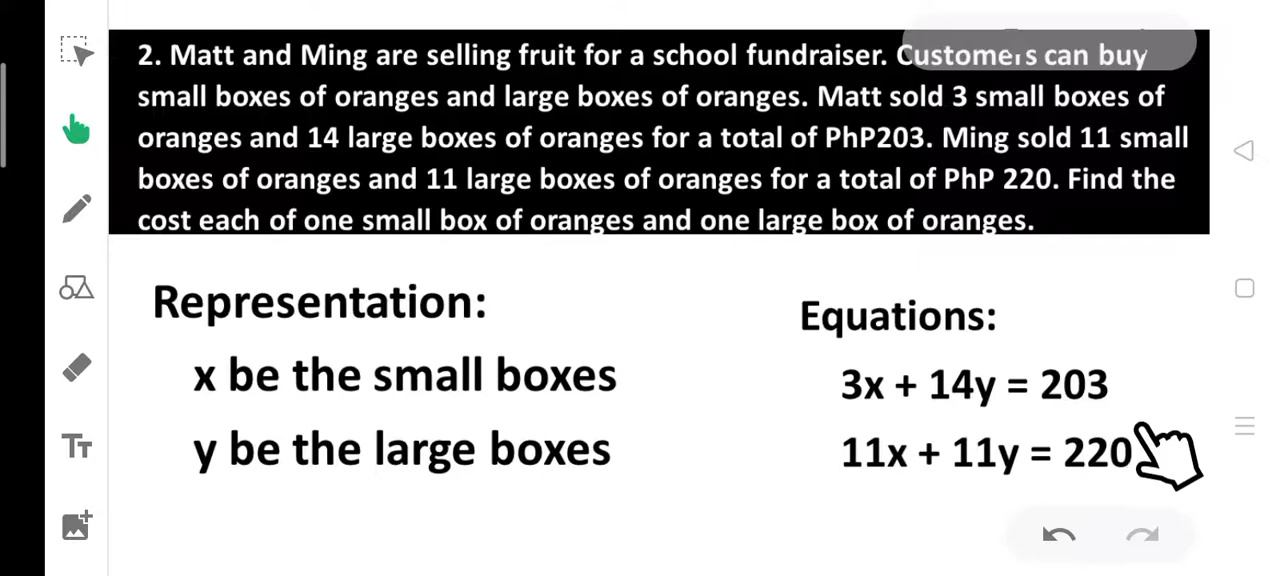 2. Matt and Ming are selling fruit for a school fundraiser. Customers can buy
small boxes of oranges and large boxes of oranges. Matt sold 3 small boxes of
oranges and 14 large boxes of oranges for a total of PhP203. Ming sold 11 small
boxes of oranges and 11 large boxes of oranges for a total of PhP 220. Find the
cost each of one small box of oranges and one large box of oranges.
Representation:
x be the small boxes
y be the large boxes
Equations:
3x + 14y = 203
11x + 11y = 220
TT